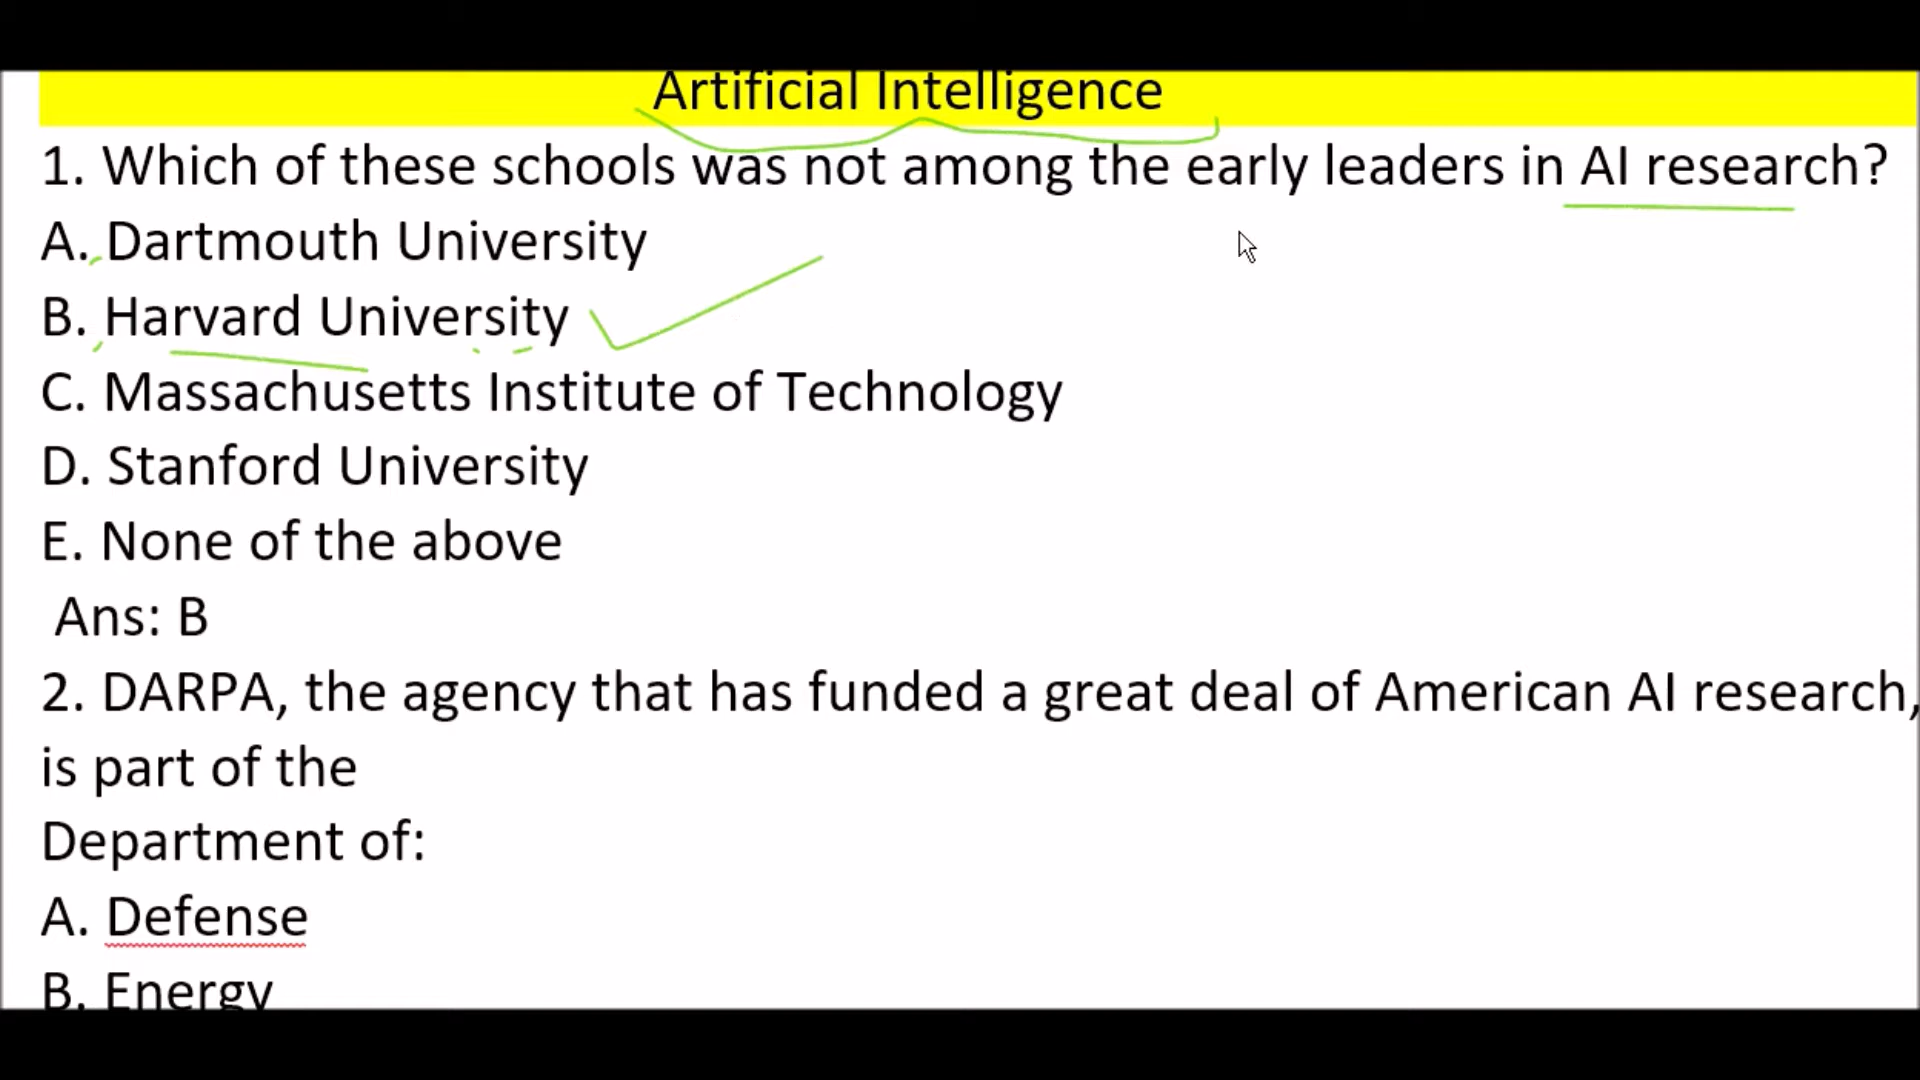 Artificial Intelligence
1. Which of these schools was not among the early leaders in AI research?
A. Dartmouth University
B. Harvard University
C. Massachusetts Institute of Technology
D. Stanford University
E. None of the above
Ans: B
2. DARPA, the agency that has funded a great deal of American AI research,
is part of the
Department of:
A. Defense
B. Energy